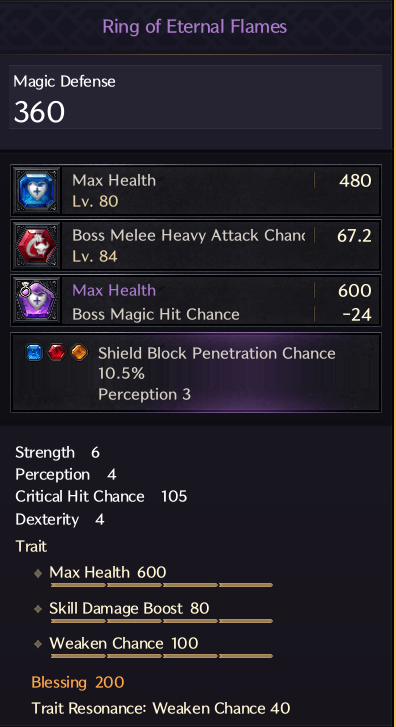 Ring of Eternal Flames
Magic Defense
360
Max Health 480
Lv. 80
Boss Melee Heavy Attack Chanc 67.2
Lv. 84
Max Health 600
Boss Magic Hit Chance -24
Shield Block Penetration Chance
10.5%
Perception 3
Strength 6
Perception 4
Critical Hit Chance 105
Dexterity 4
Trait
Max Health 600
Skill Damage Boost 80
Weaken Chance 100
Blessing 200
Trait Resonance: Weaken Chance 40